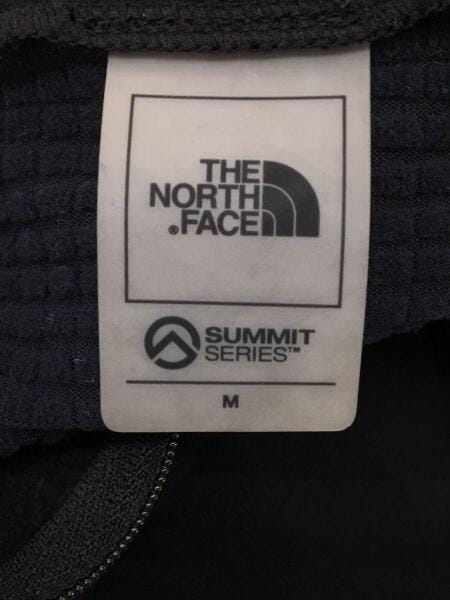 THE
NORTH
®FACE
SUMMIT
SERIES™
M